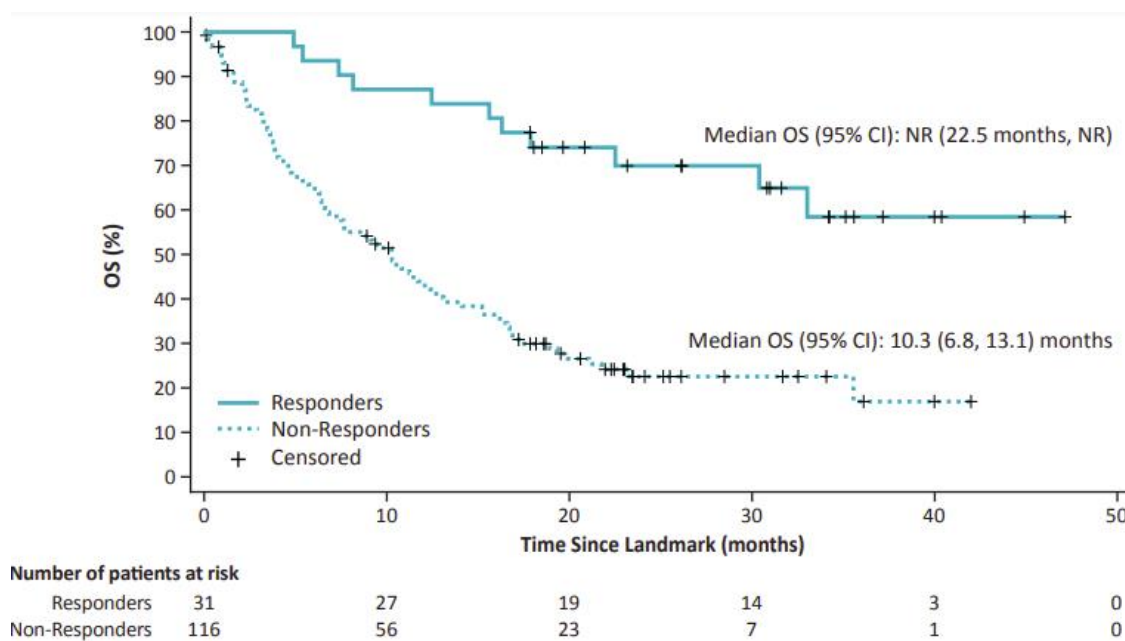 100
90
80
70
60
50
40
30
20
10
0
OS (%)
Median OS (95% CI): NR (22.5 months, NR)
Median OS (95% CI): 10.3 (6.8, 13.1) months
Responders
Non-Responders
Censored
0 10 20 30 40 50
Time Since Landmark (months)
Number of patients at risk
Responders 31 27 19 14 3 0
Non-Responders 116 56 23 7 1 0